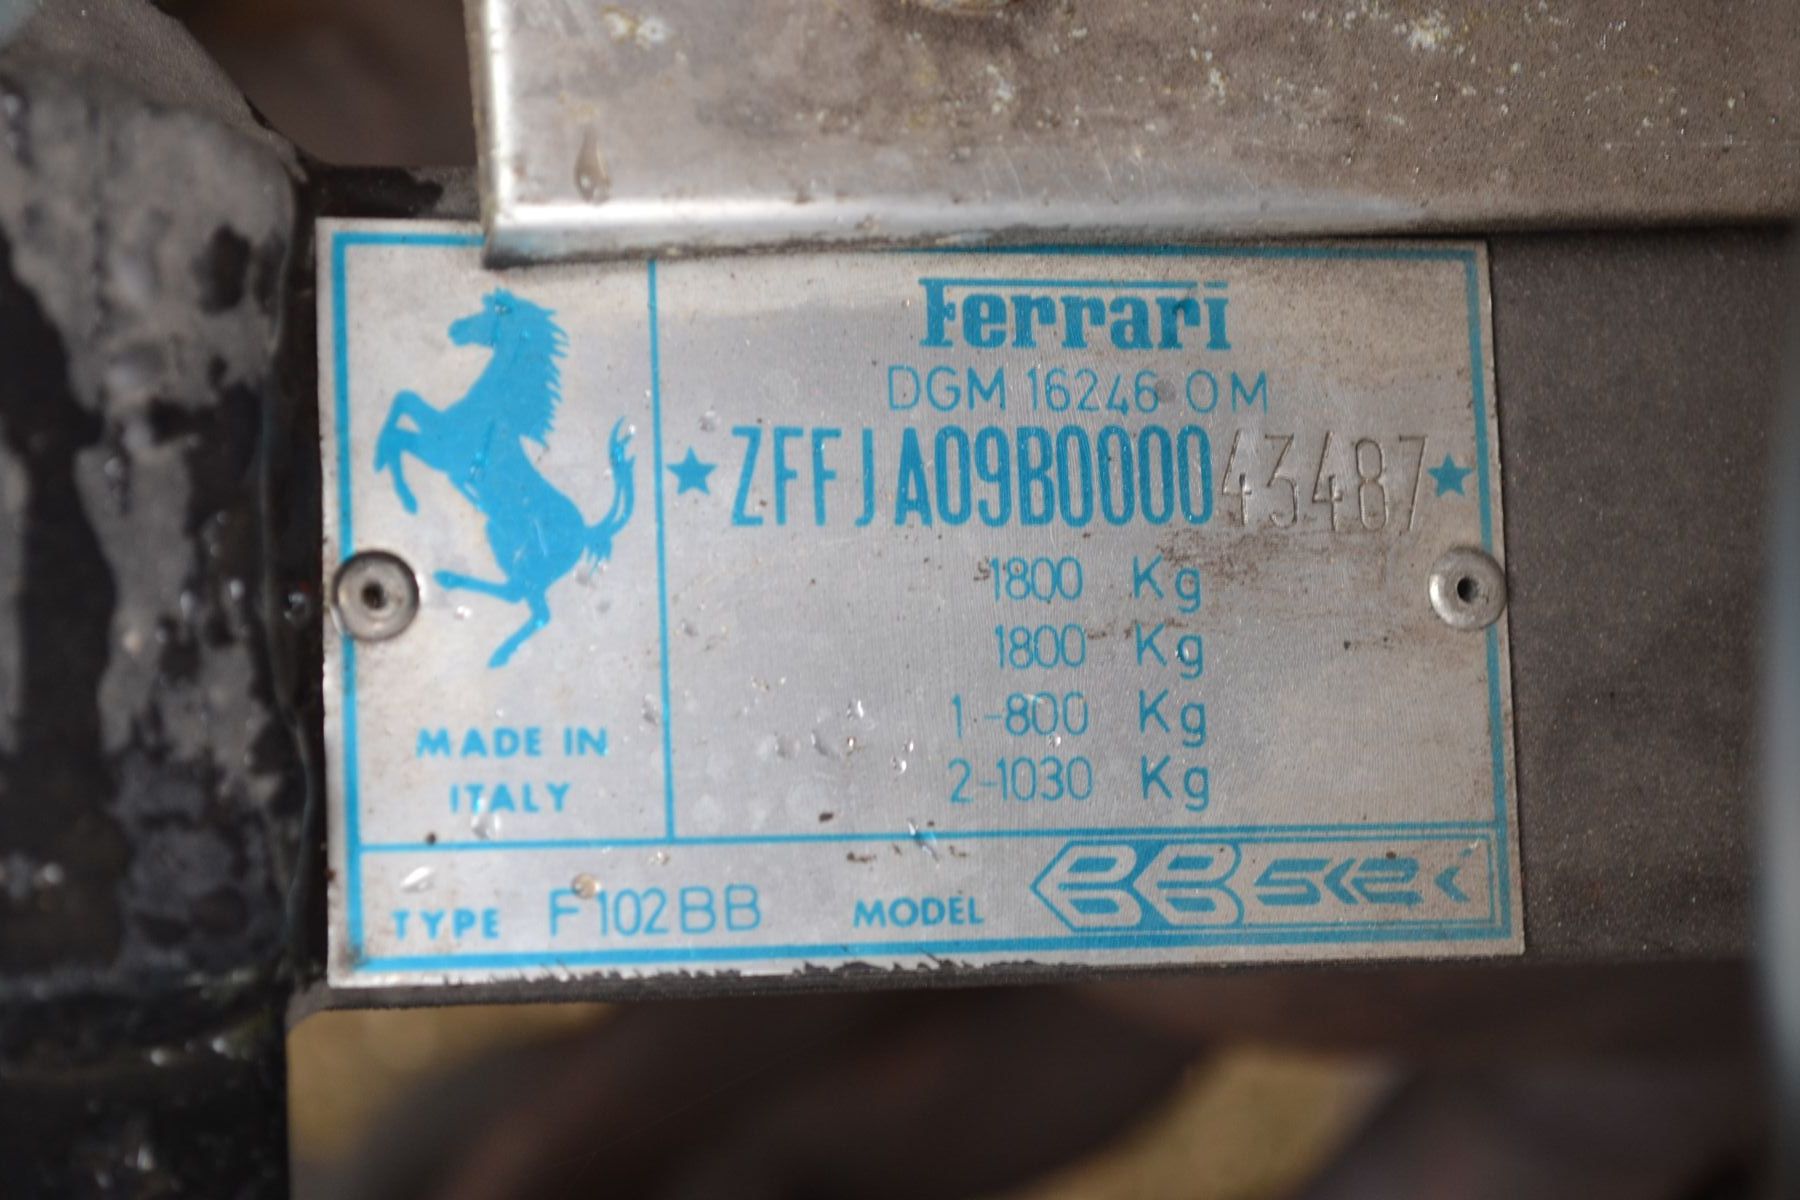 Ferrari
DGM 16246 OM
★ ZFFJA09B000043487 ★
1800 Kg
1800 Kg
1-800 Kg
2-1030 Kg
MADE IN
ITALY
TYPE F102BB MODEL BB 512i